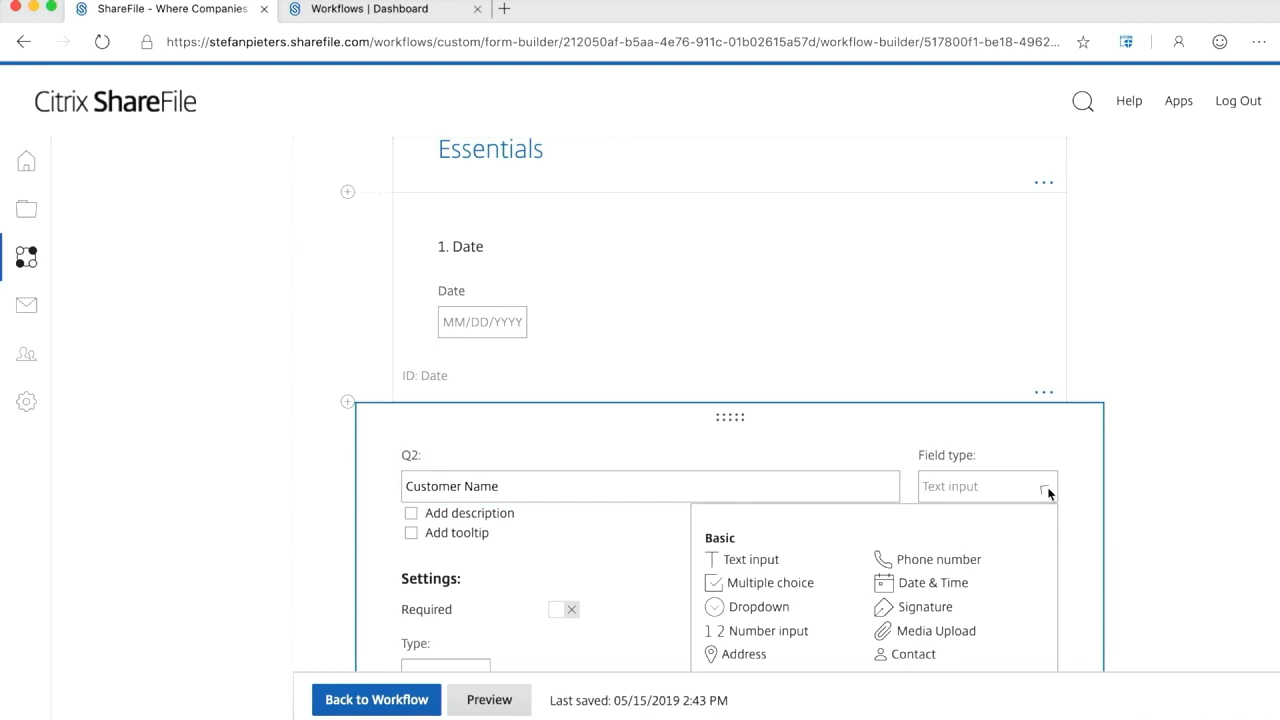 ShareFile - Where Companies
Workflows | Dashboard
https://stefanpieters.sharefile.com/workflows/custom/form-builder/212050af-b5aa-4e76-911c-01b02615a57d/workflow-builder/517800f1-be18-4962...
Citrix ShareFile
Help
Apps
Log Out
Essentials
1. Date
Date
MM/DD/YYYY
ID: Date
Q2:
Field type:
Customer Name
Text input
Add description
Add tooltip
Basic
Text input
Phone number
Multiple choice
Date & Time
Settings:
Dropdown
Signature
Required
1 2 Number input
Media Upload
Type:
Address
Contact
Back to Workflow
Preview
Last saved: 05/15/2019 2:43 PM